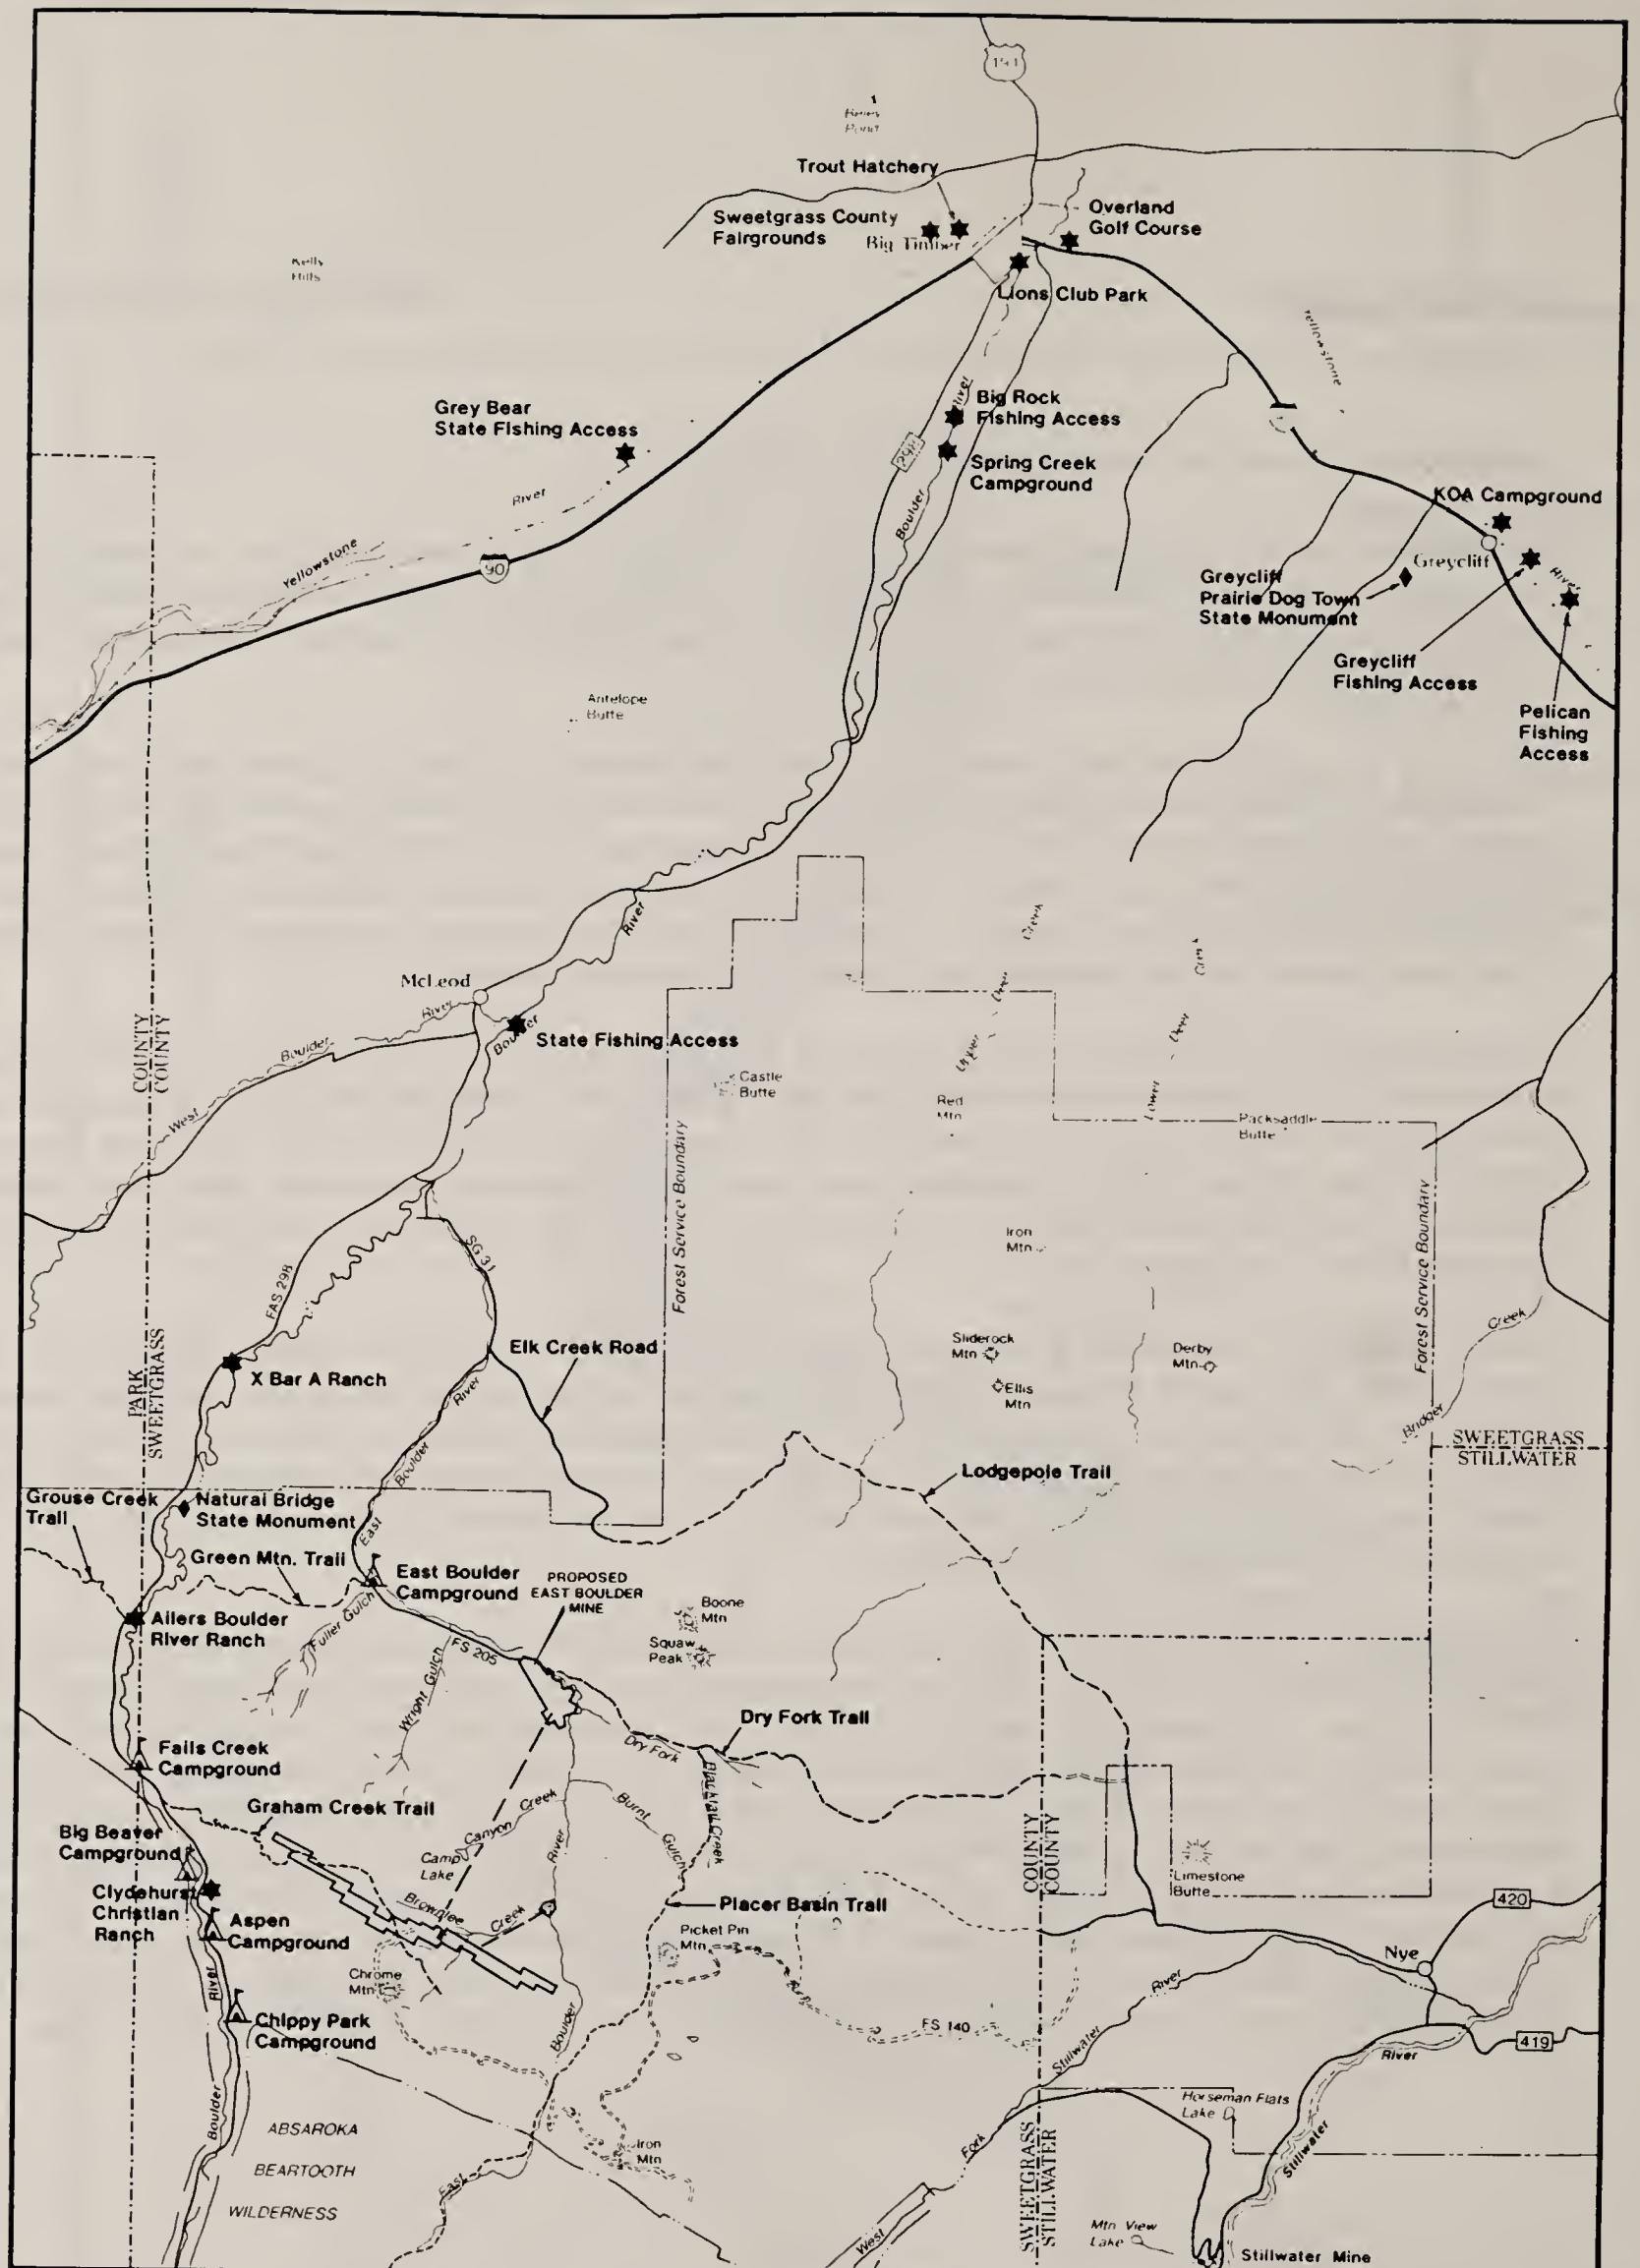 191
Trout Hatchery
Sweetgrass County
Fairgrounds
Big Timber
Overland
Golf Course
Kelly
Hills
Lions Club Park
Yellowstone
Grey Bear
State Fishing Access
River
Big Rock
Fishing Access
298
Spring Creek
Campground
Boulder
River
KOA Campground
Yellowstone
90
Greycliff
Greycliff
Prairie Dog Town
State Monument
River
Greycliff
Fishing Access
Antelope
Butte
Pelican
Fishing
Access
River
Creek
Deer
Upper
Creek
Deer
Lower
McLeod
River
Boulder
State Fishing Access
Boulder
West
COUNTY
COUNTY
Castle
Butte
Red
Mtn
Packsaddle
Butte
Forest Service Boundary
Forest Service Boundary
Iron
Mtn
SG 31
FAS 298
Creek
Sliderock
Mtn
Derby
Mtn
Elk Creek Road
X Bar A Ranch
River
Ellis
Mtn
PARK
SWEETGRASS
Bridger
SWEETGRASS
STILLWATER
Boulder
Lodgepole Trail
Grouse Creek
Trail
Natural Bridge
State Monument
East
Green Mtn. Trail
East Boulder
Campground
PROPOSED
EAST BOULDER
MINE
Boone
Mtn
Ailers Boulder
River Ranch
Fuller Gulch
FS 205
Squaw
Peak
Wright Gulch
Dry Fork Trail
Dry Fork
Falls Creek
Campground
Blacktail Creek
Graham Creek Trail
Canyon
Creek
Burnt
Gulch
Big Beaver
Campground
Camp
Lake
River
COUNTY
COUNTY
Limestone
Butte
Clydehurst
Christian
Ranch
Brownlee
Creek
Placer Basin Trail
420
Aspen
Campground
Picket Pin
Mtn
Nye
Chrome
Mtn
River
River
Chippy Park
Campground
Boulder
FS 140
Stillwater
419
River
Horseman Flats
Lake
Boulder
ABSAROKA
BEARTOOTH
WILDERNESS
Iron
Mtn
East
Fork
SWEETGRASS
STILLWATER
Stillwater
West
Mtn View
Lake
Stillwater Mine